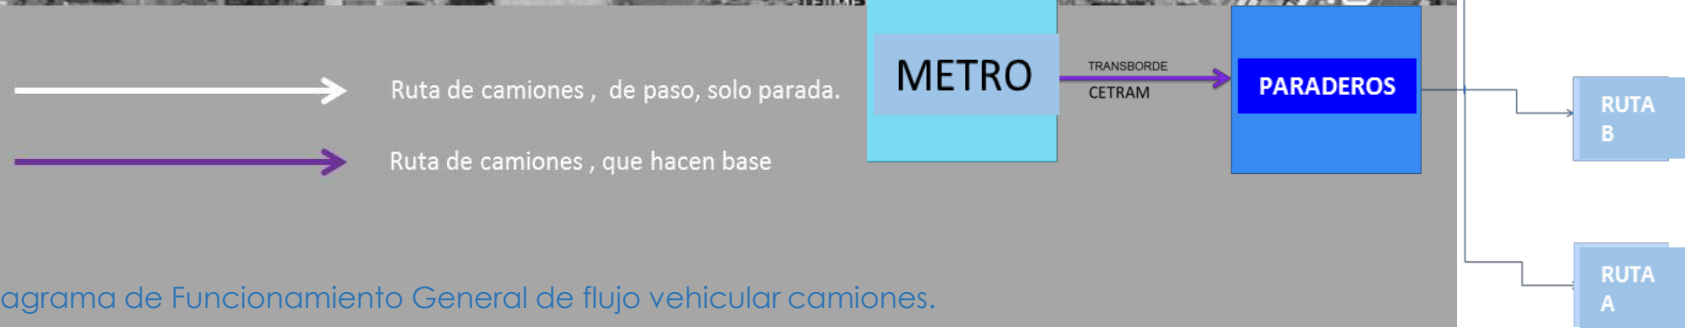 Ruta de camiones , de paso, solo parada.
Ruta de camiones , que hacen base
METRO
TRANSBORDE
CETRAM
PARADEROS
RUTA
B
RUTA
A
agrama de Funcionamiento General de flujo vehicular camiones.